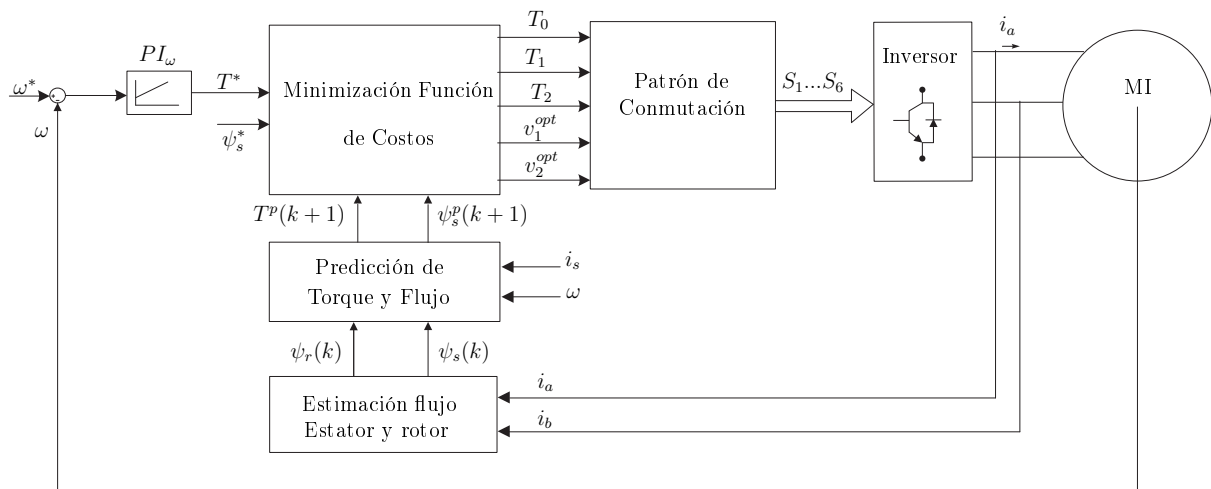 ω*
ω
PI_ω
T*
ψ_s^*
Minimización Función
de Costos
T_0
T_1
T_2
v_1^{opt}
v_2^{opt}
Patrón de
Conmutación
S_1...S_6
Inversor
i_a
MI
T^p(k+1)
ψ_s^p(k+1)
Predicción de
Torque y Flujo
i_s
ω
ψ_r(k)
ψ_s(k)
Estimación flujo
Estator y rotor
i_a
i_b